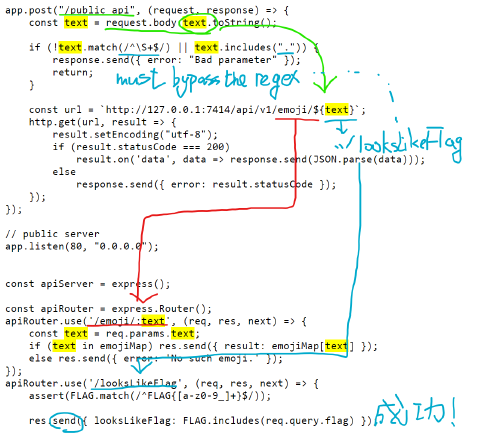 app.post("/public_api", (request, response) => {
const text = request.body.text.toString();
if (!text.match(/^\S+$/) || text.includes(".")) {
response.send({ error: "Bad parameter" });
return;
}
must bypass the regex
const url = `http://127.0.0.1:7414/api/v1/emoji/${text}`;
http.get(url, result => {
../looksLikeFlag
result.setEncoding("utf-8");
if (result.statusCode === 200)
result.on('data', data => response.send(JSON.parse(data)));
else
response.send({ error: result.statusCode });
});
});
// public server
app.listen(80, "0.0.0.0");
const apiServer = express();
const apiRouter = express.Router();
apiRouter.use('/emoji/:text', (req, res, next) => {
const text = req.params.text;
if (text in emojiMap) res.send({ result: emojiMap[text] });
else res.send({ error: 'No such emoji.' });
});
apiRouter.use('/looksLikeFlag', (req, res, next) => {
assert(FLAG.match(/^FLAG{[a-z0-9_]+}$/));
res.send({ looksLikeFlag: FLAG.includes(req.query.flag) });
成功!